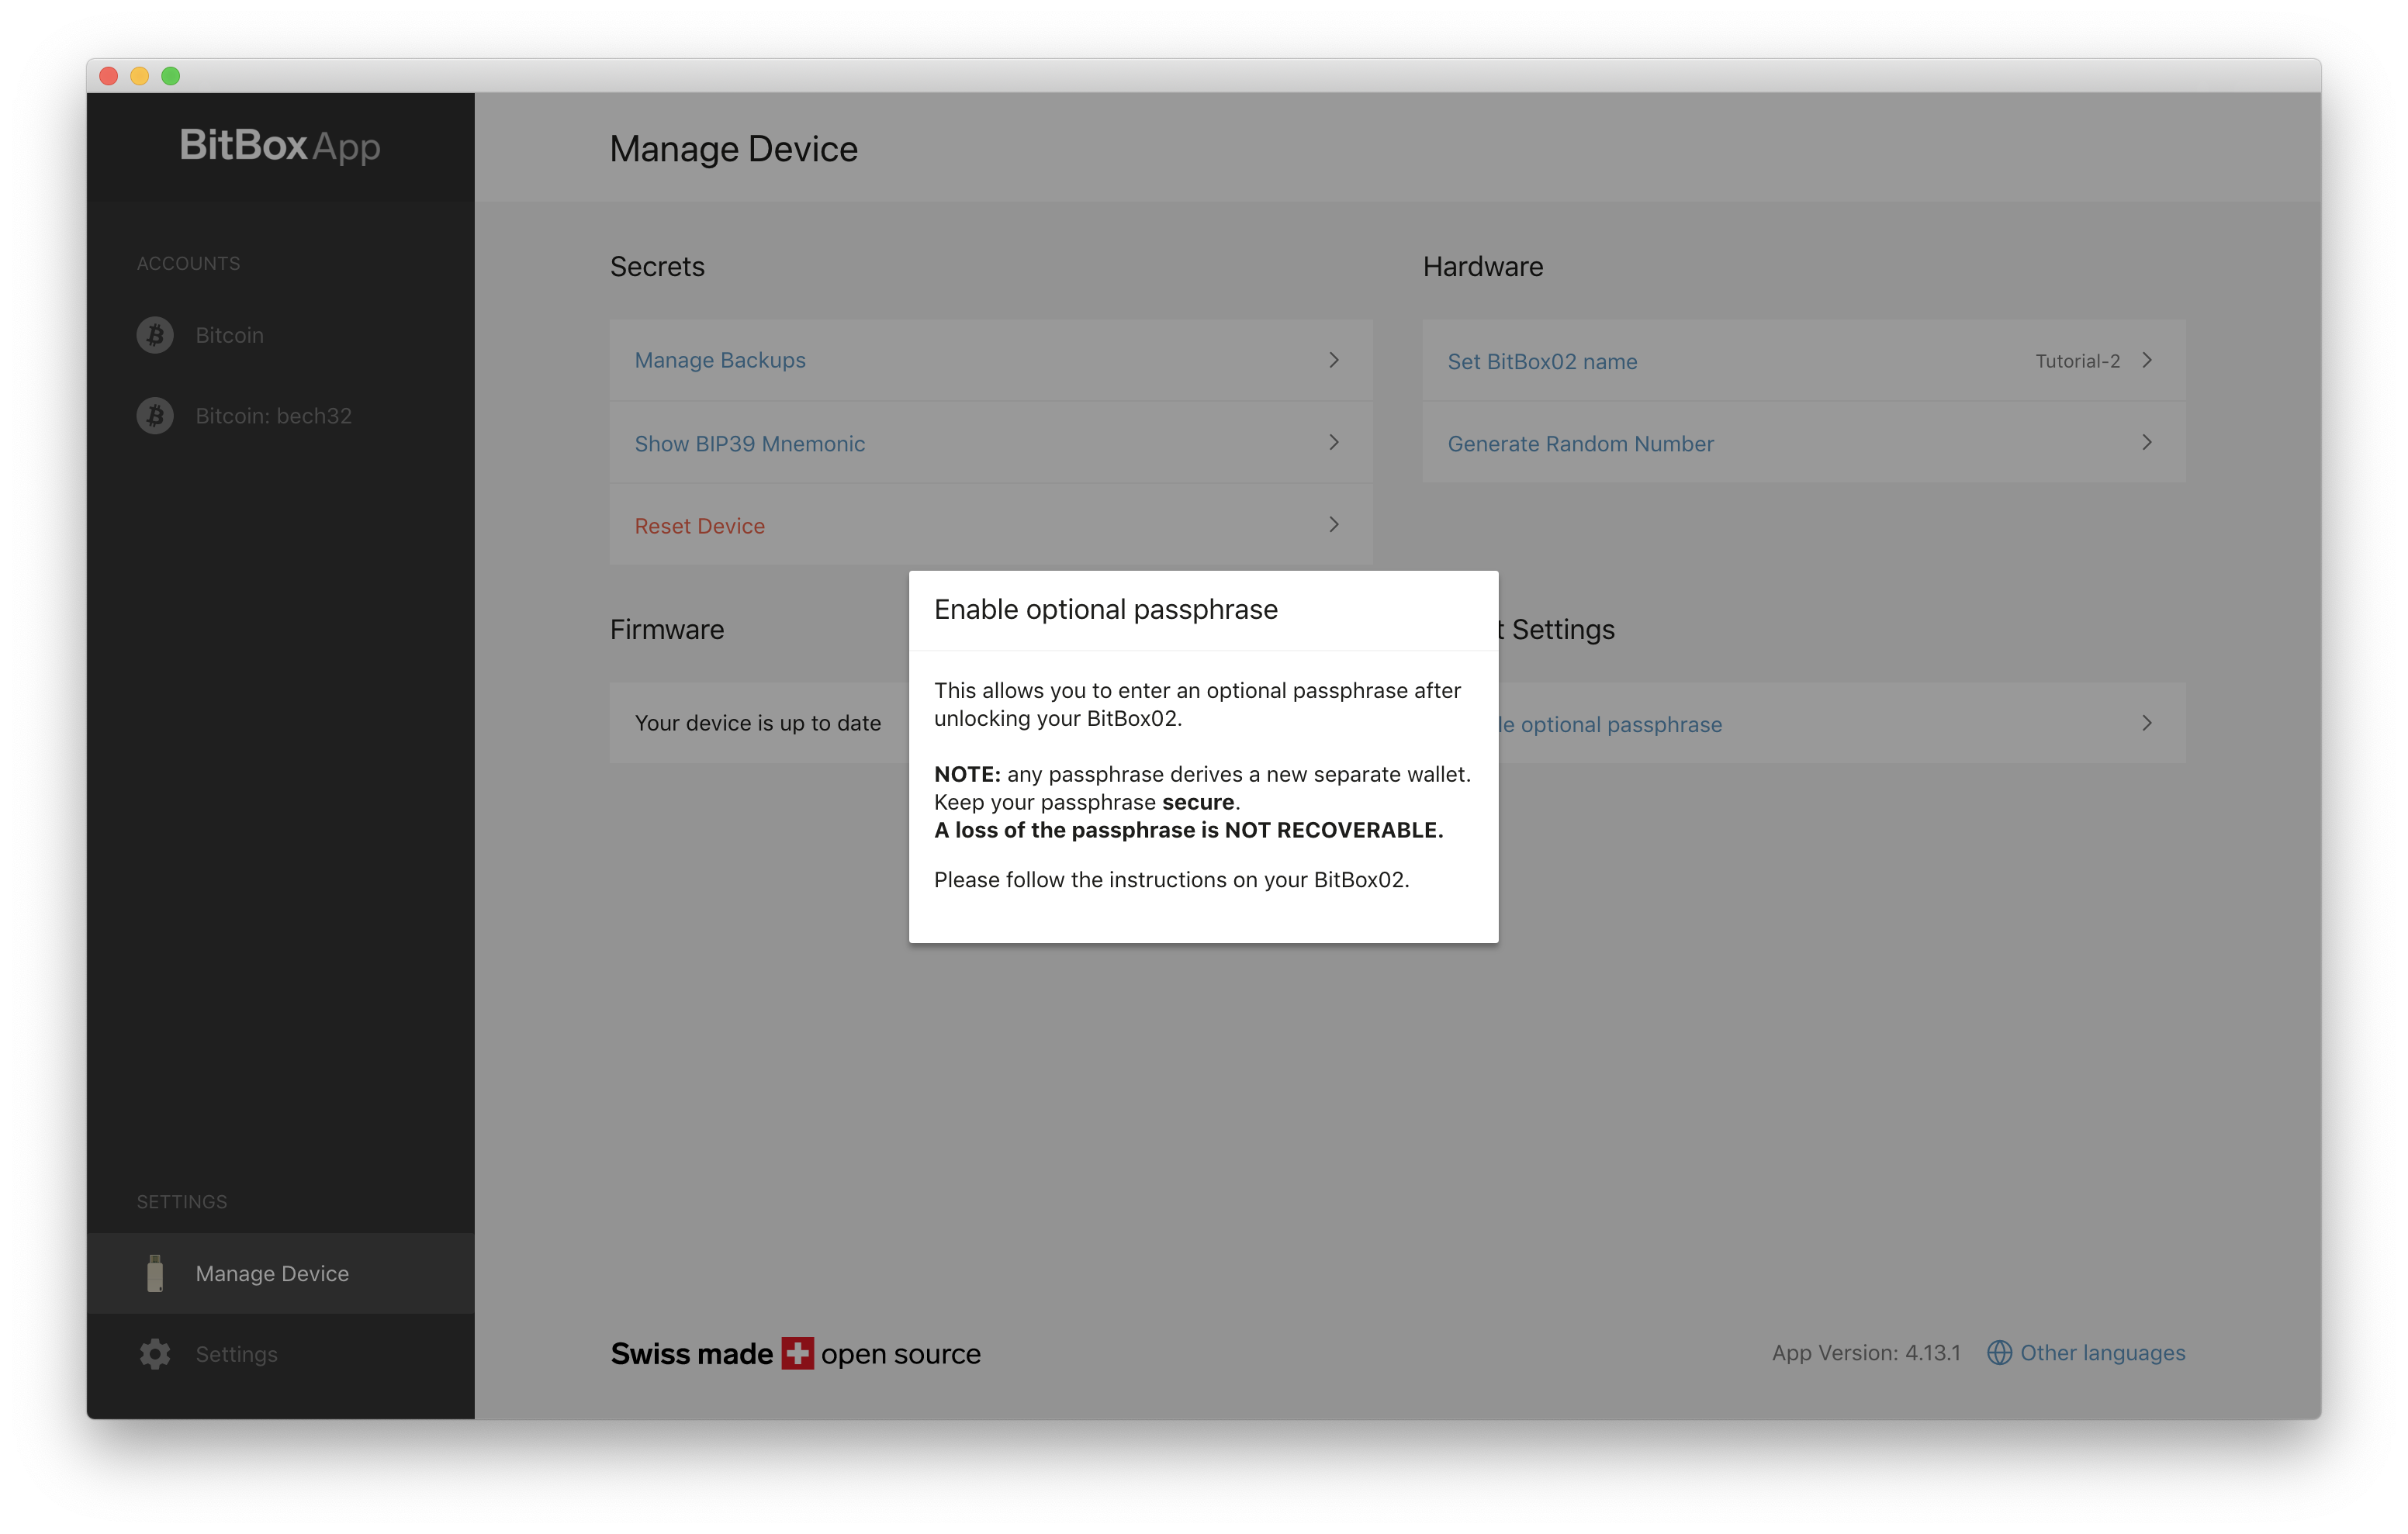 BitBoxApp
Manage Device
ACCOUNTS
Bitcoin
Bitcoin: bech32
Secrets
Manage Backups
Show BIP39 Mnemonic
Reset Device
Hardware
Set BitBox02 name Tutorial-2
Generate Random Number
Firmware
Your device is up to date
Settings
optional passphrase
Enable optional passphrase
This allows you to enter an optional passphrase after
unlocking your BitBox02.
NOTE: any passphrase derives a new separate wallet.
Keep your passphrase secure.
A loss of the passphrase is NOT RECOVERABLE.
Please follow the instructions on your BitBox02.
SETTINGS
Manage Device
Settings
Swiss made open source
App Version: 4.13.1 Other languages